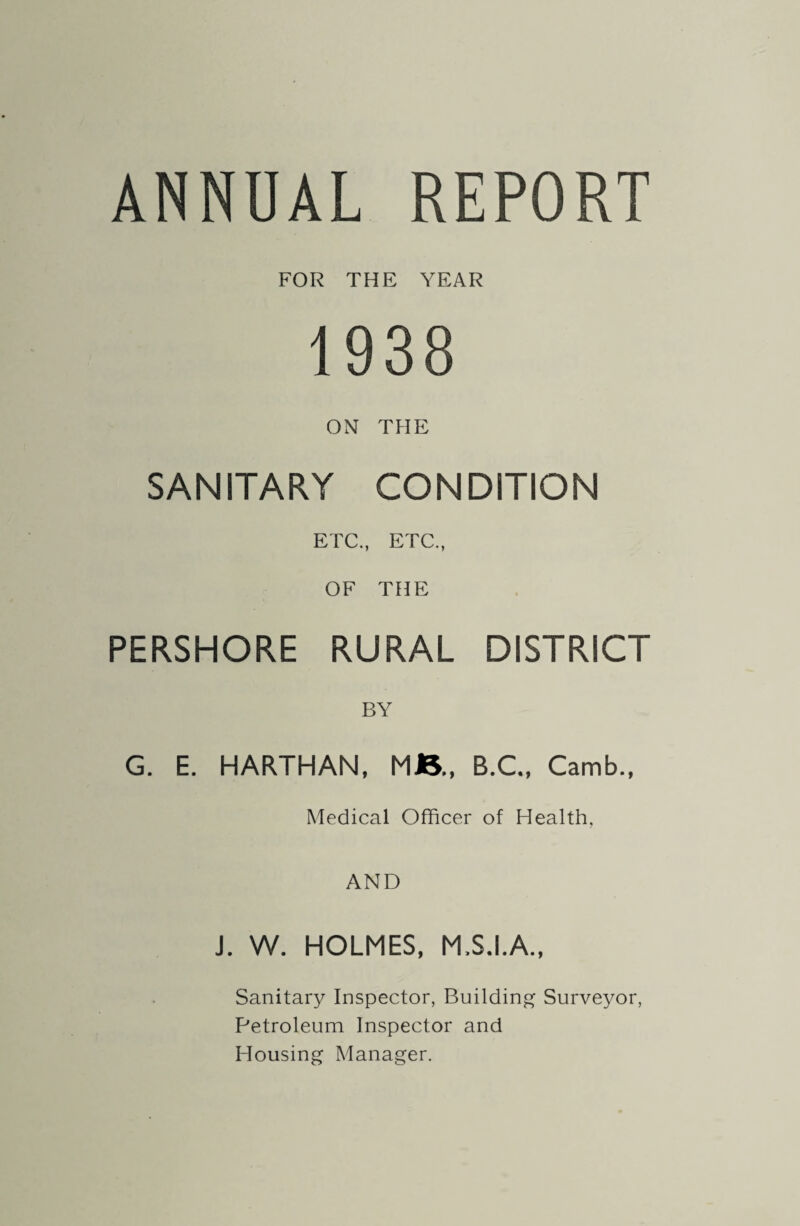 ANNUAL REPORT
FOR THE YEAR
1938
ON THE
SANITARY CONDITION
ETC., ETC.,
OF THE
PERSHORE RURAL DISTRICT
BY
G. E. HARTHAN, MB., B.C., Camb.,
Medical Officer of Health,
AND
J. W. HOLMES, M.S.I.A.,
Sanitary Inspector, Building Surveyor,
Petroleum Inspector and
Housing Manager.